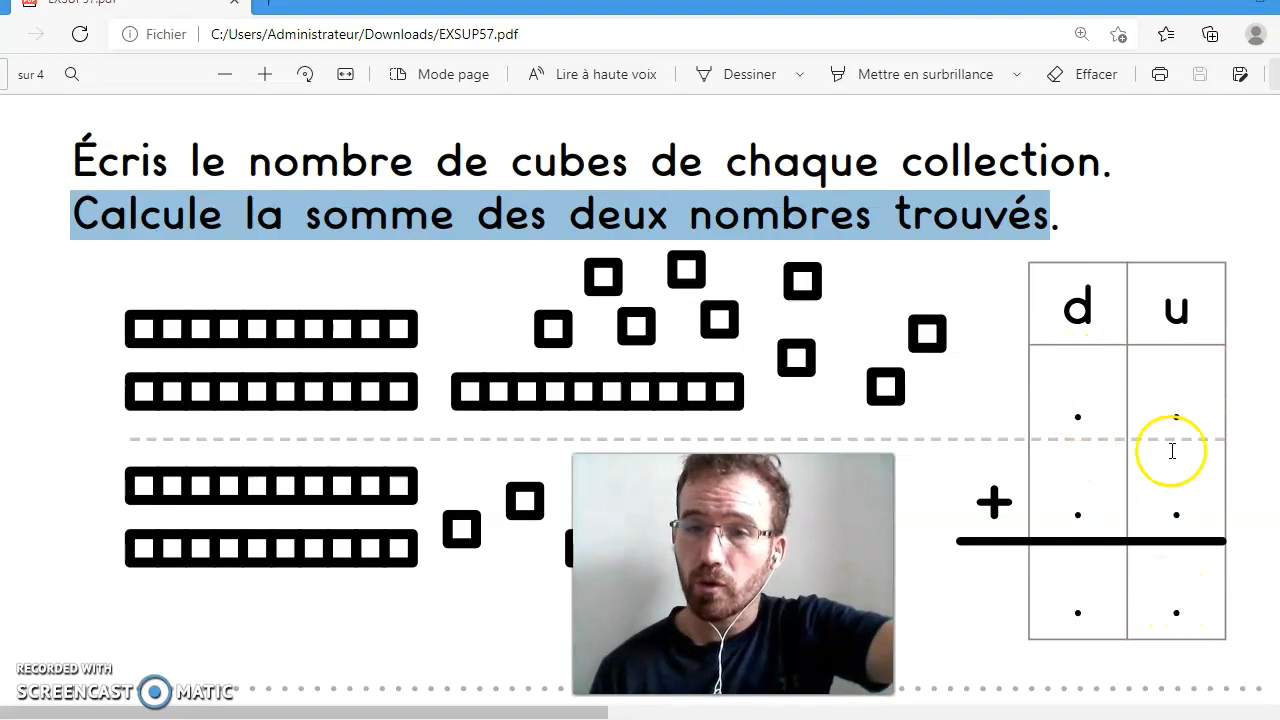 EXSUP57.pdf
Fichier C:/Users/Administrateur/Downloads/EXSUP57.pdf
sur 4 Mode page Lire à haute voix Dessiner Mettre en surbrillance Effacer
Écris le nombre de cubes de chaque collection.
Calcule la somme des deux nombres trouvés.
d u
+
RECORDED WITH
SCREENCAST MATIC